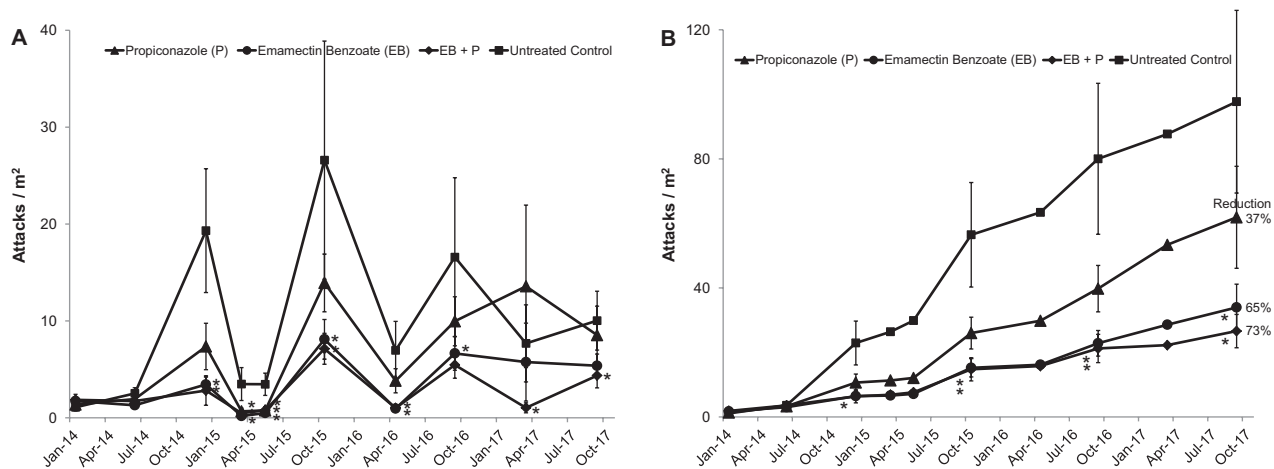 A
40
30
20
10
0
Attacks / m²
Propiconazole (P) Emamectin Benzoate (EB) EB + P Untreated Control
* * * * * * * * * * * * *
Jan-14 Apr-14 Jul-14 Oct-14 Jan-15 Apr-15 Jul-15 Oct-15 Jan-16 Apr-16 Jul-16 Oct-16 Jan-17 Apr-17 Jul-17 Oct-17
B
120
80
40
0
Attacks / m²
Propiconazole (P) Emamectin Benzoate (EB) EB + P Untreated Control
Reduction
37%
65%
73%
* * * * * * *
Jan-14 Apr-14 Jul-14 Oct-14 Jan-15 Apr-15 Jul-15 Oct-15 Jan-16 Apr-16 Jul-16 Oct-16 Jan-17 Apr-17 Jul-17 Oct-17